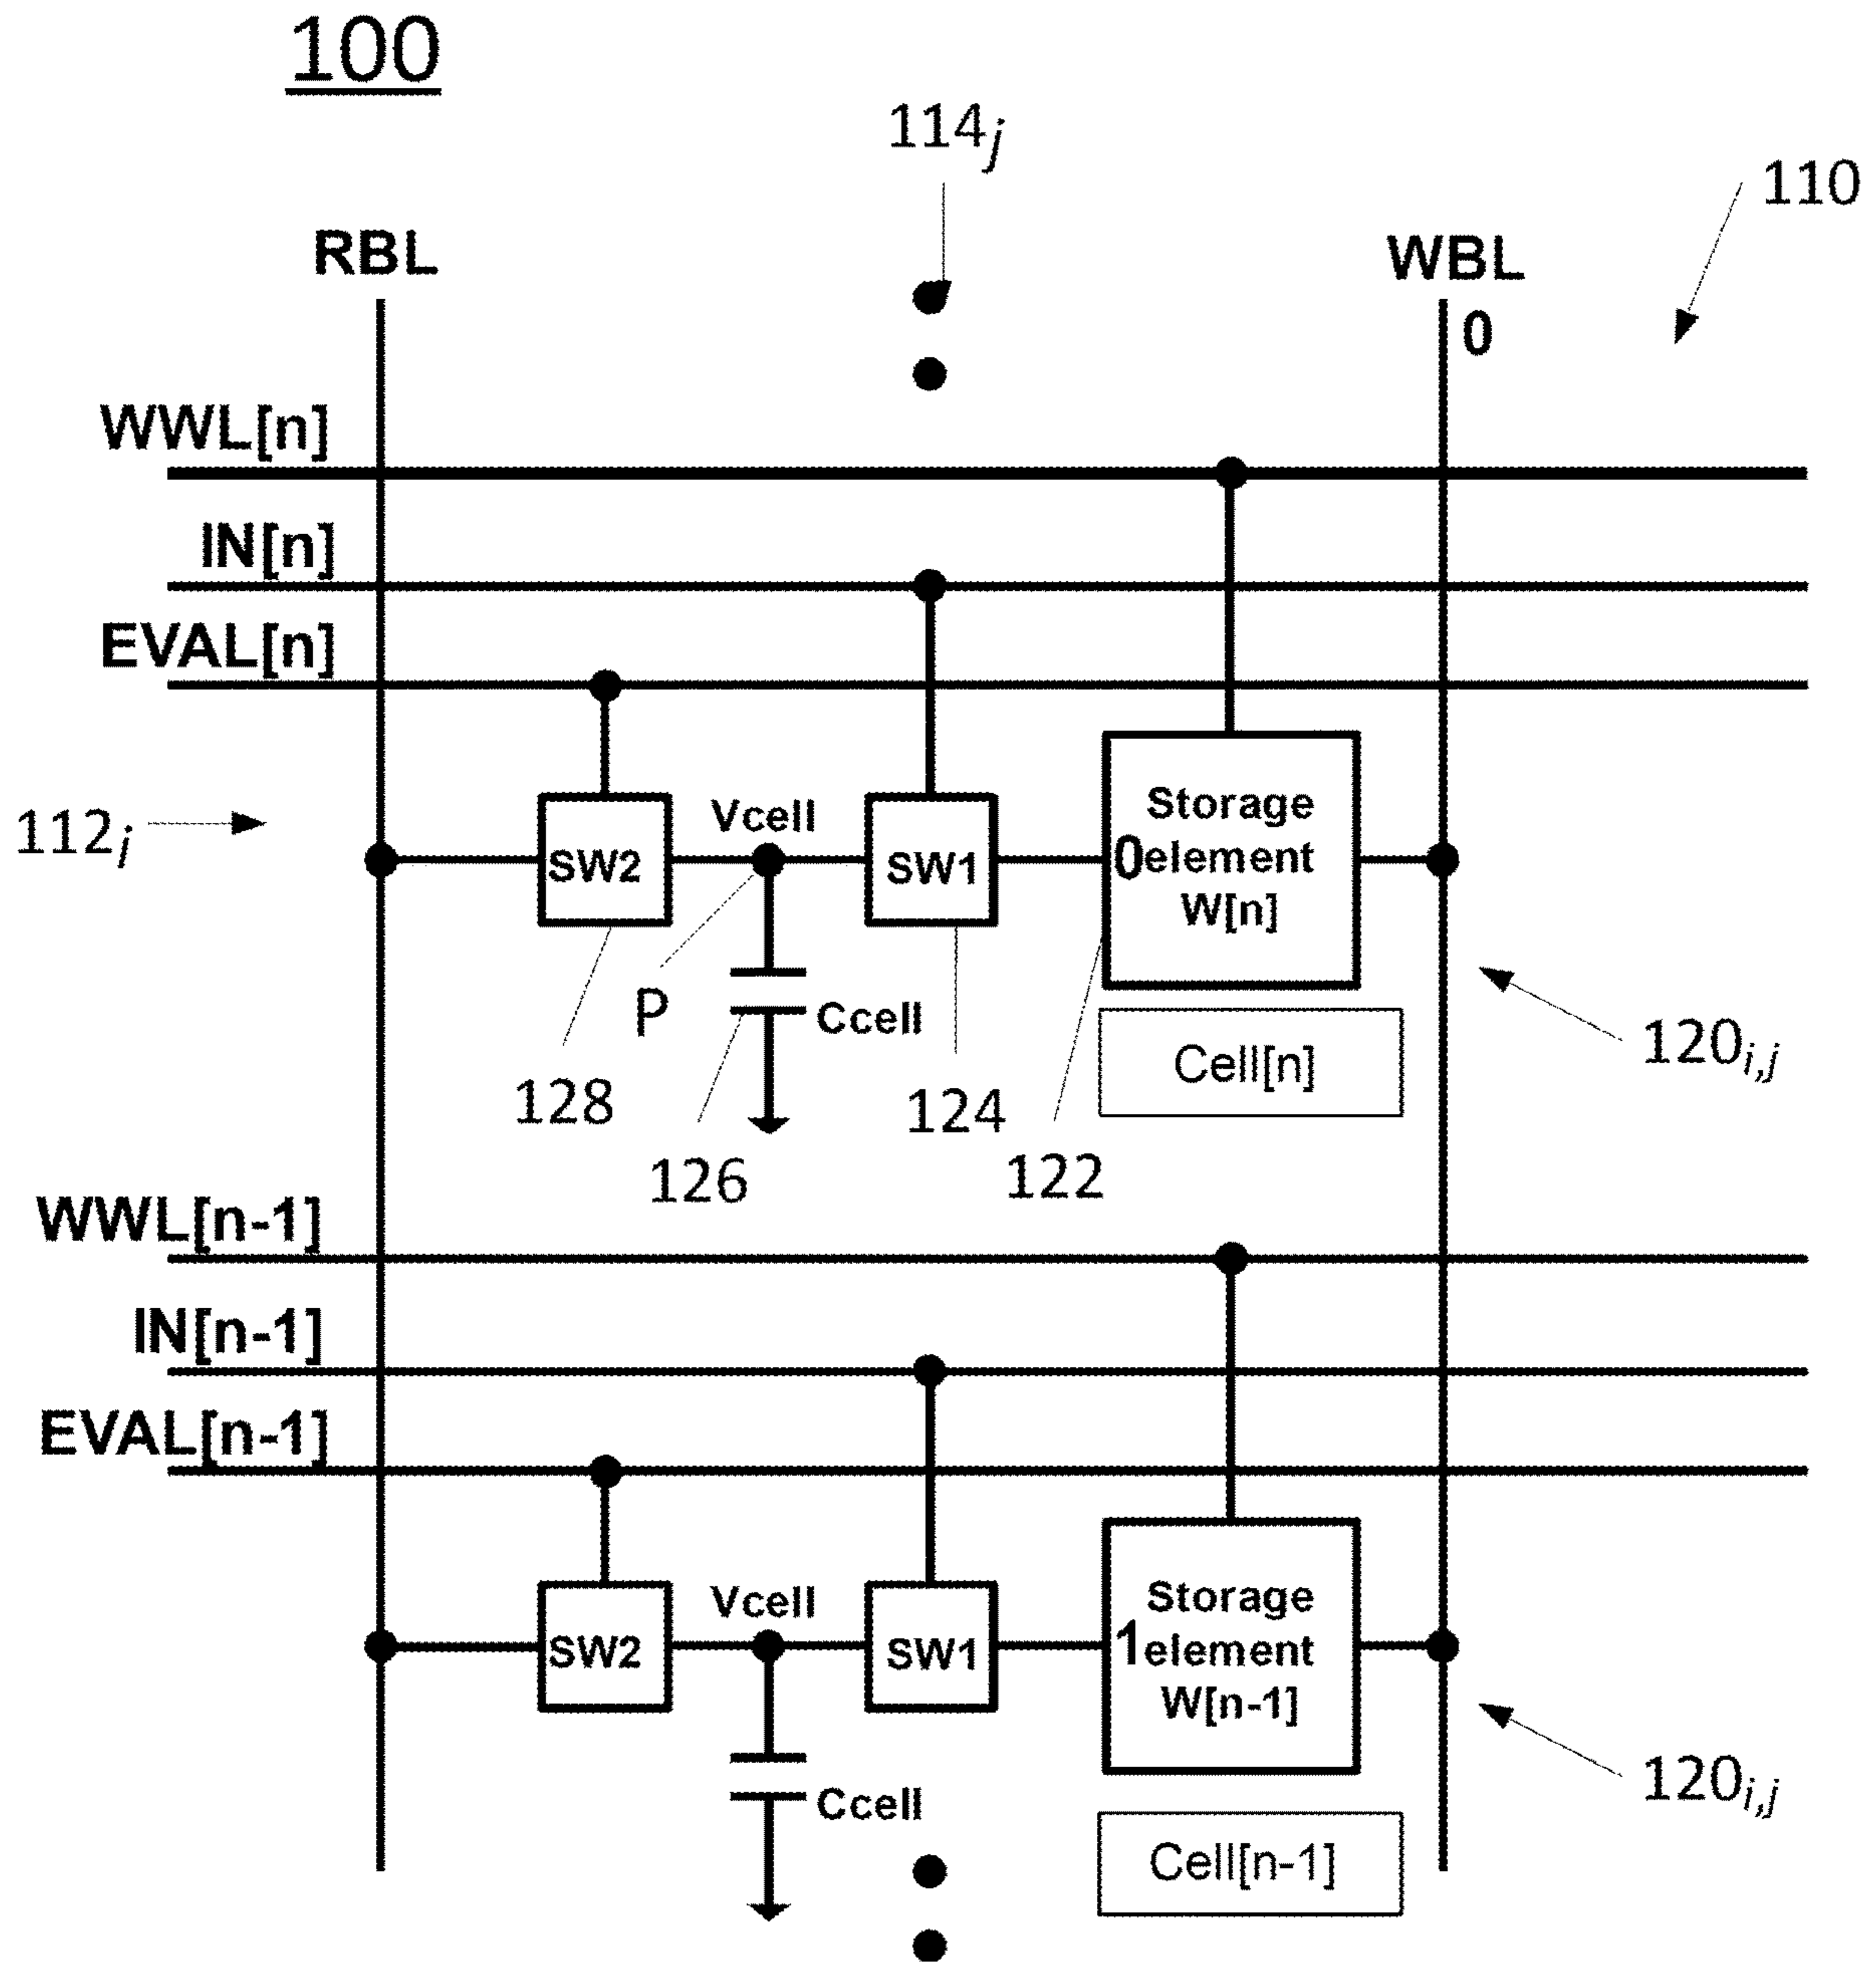 100
114j
110
RBL
WBL
0
WWL[n]
IN[n]
EVAL[n]
112i
SW2
Vcell
SW1
Storage
0element
W[n]
P
Ccell
Cell[n]
120i,j
128
124
126
122
WWL[n-1]
IN[n-1]
EVAL[n-1]
SW2
Vcell
SW1
Storage
1element
W[n-1]
Ccell
Cell[n-1]
120i,j